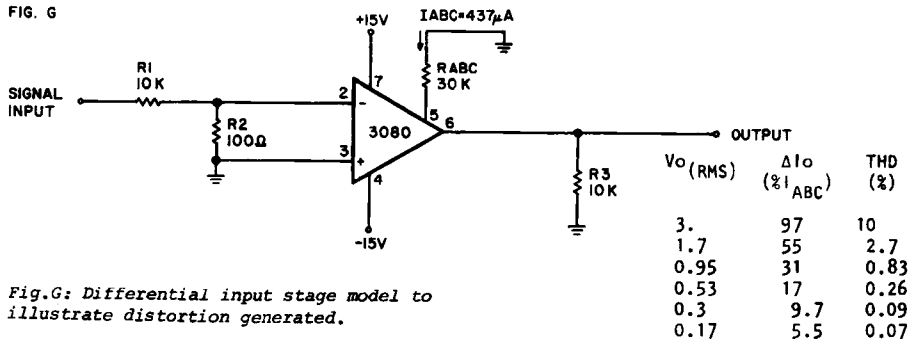 FIG. G
+15V
IABC=437µA
R1
10K
RABC
30K
7
SIGNAL
INPUT
2
-
5
6
3080
R2
100Ω
3
+
4
OUTPUT
R3
10K
-15V
Vo(RMS) ΔIo (%IABC) THD (%)
3. 97 10
1.7 55 2.7
0.95 31 0.83
0.53 17 0.26
0.3 9.7 0.09
0.17 5.5 0.07
Fig.G: Differential input stage model to
illustrate distortion generated.